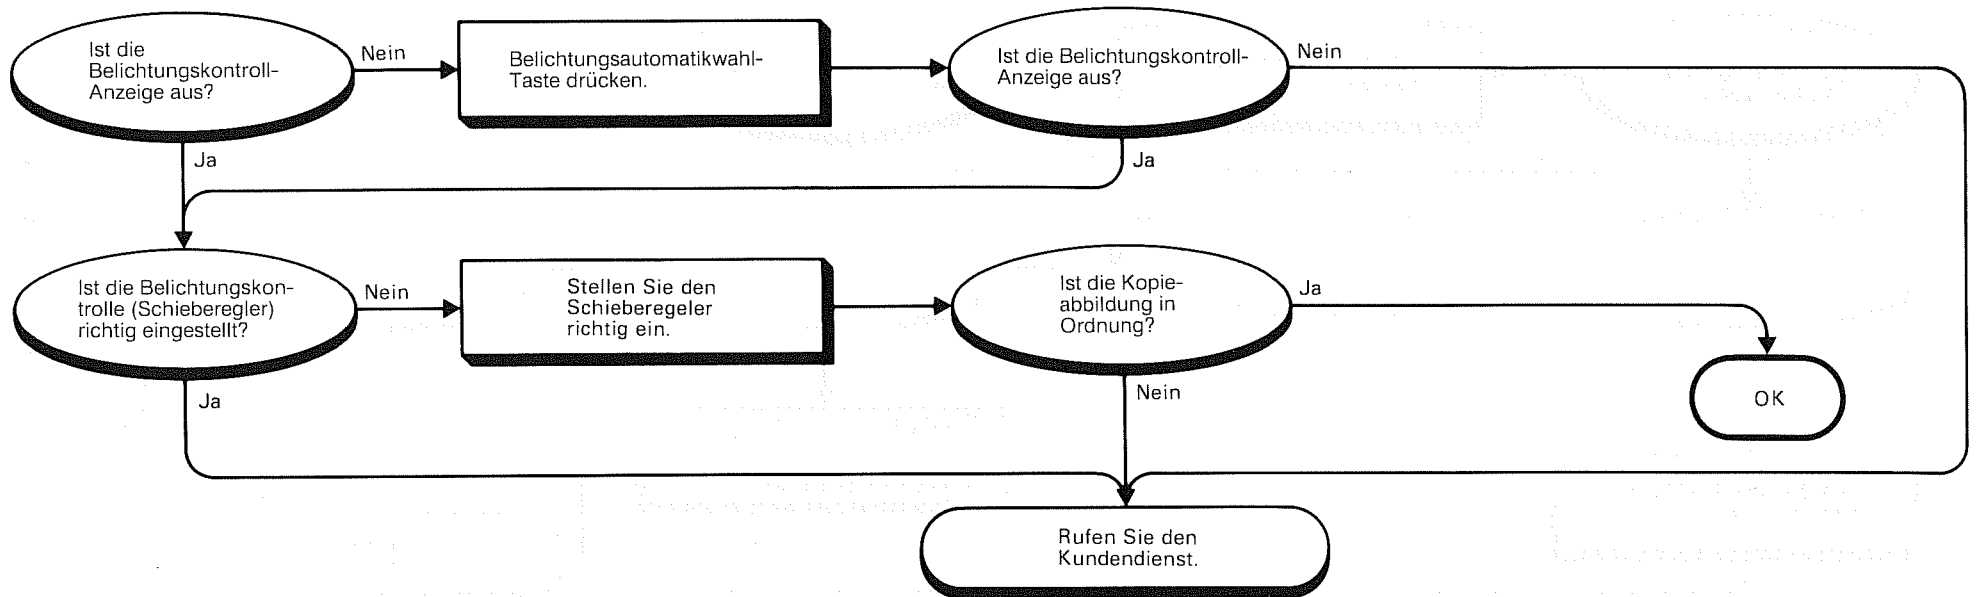 Ist die
Belichtungskontroll-
Anzeige aus?
Nein
Belichtungsautomatikwahl-
Taste drücken.
Ist die Belichtungskontroll-
Anzeige aus?
Nein
Ja
Ja
Ist die Belichtungskon-
trolle (Schieberegler)
richtig eingestellt?
Nein
Stellen Sie den
Schieberegeler
richtig ein.
Ist die Kopie-
abbildung in
Ordnung?
Ja
OK
Ja
Nein
Rufen Sie den
Kundendienst.